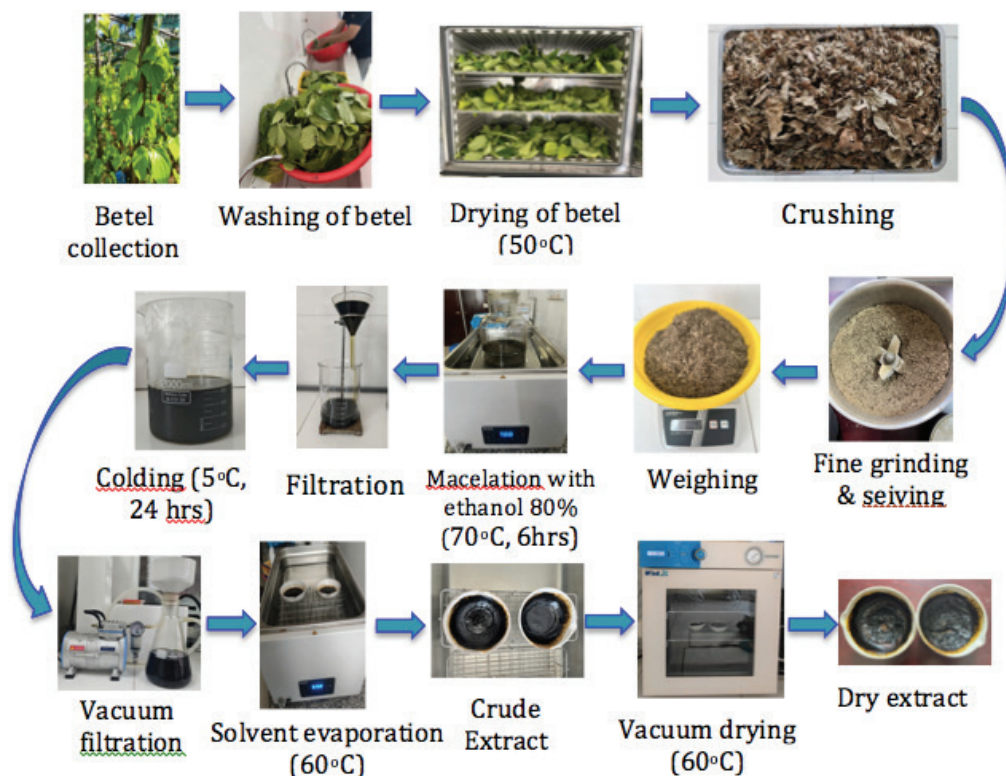 Betel
collection
Washing of betel
Drying of betel
(50°C)
Crushing
Fine grinding
& seiving
Weighing
Macelation with
ethanol 80%
(70°C, 6hrs)
Filtration
Colding (5°C,
24 hrs)
Vacuum
filtration
Solvent evaporation
(60°C)
Crude
Extract
Vacuum drying
(60°C)
Dry extract